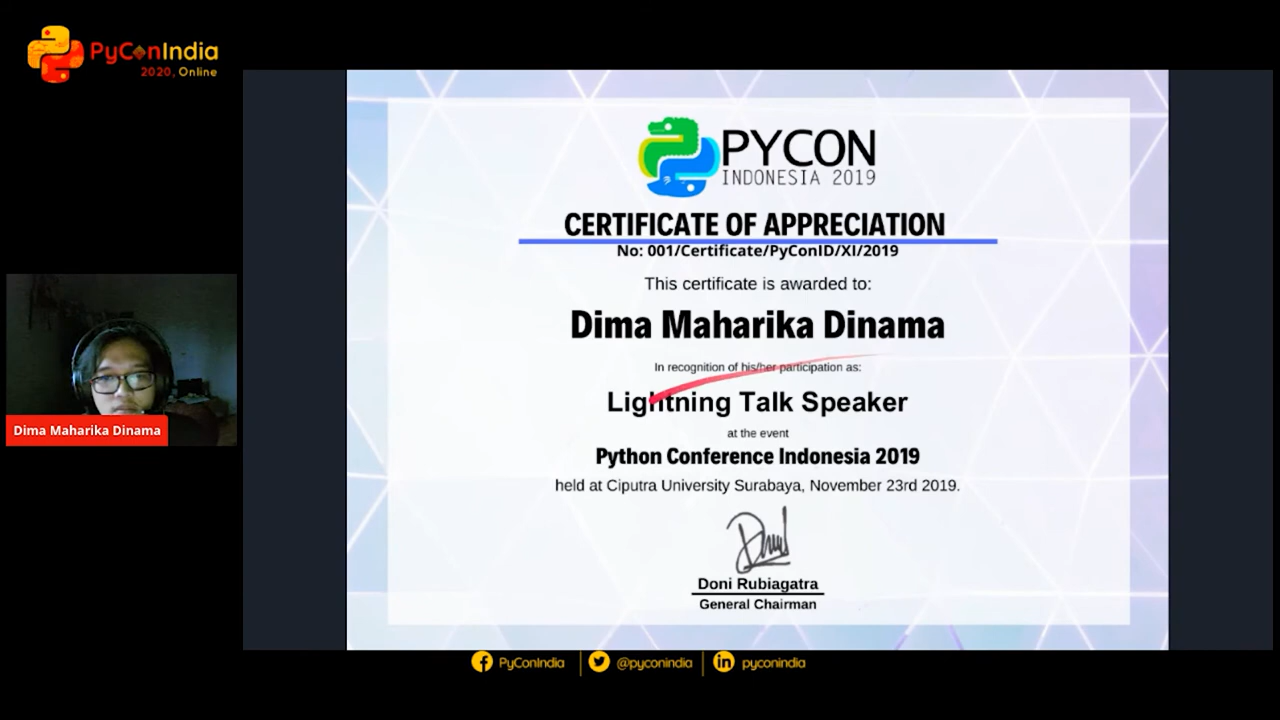 PyConIndia
2020, Online
PYCON
INDONESIA 2019
CERTIFICATE OF APPRECIATION
No: 001/Certificate/PyConID/XI/2019
This certificate is awarded to:
Dima Maharika Dinama
In recognition of his/her participation as:
Lightning Talk Speaker
at the event
Python Conference Indonesia 2019
held at Ciputra University Surabaya, November 23rd 2019.
Doni Rubiagatra
General Chairman
Dima Maharika Dinama
PyConIndia
@pyconindia
pyconindia